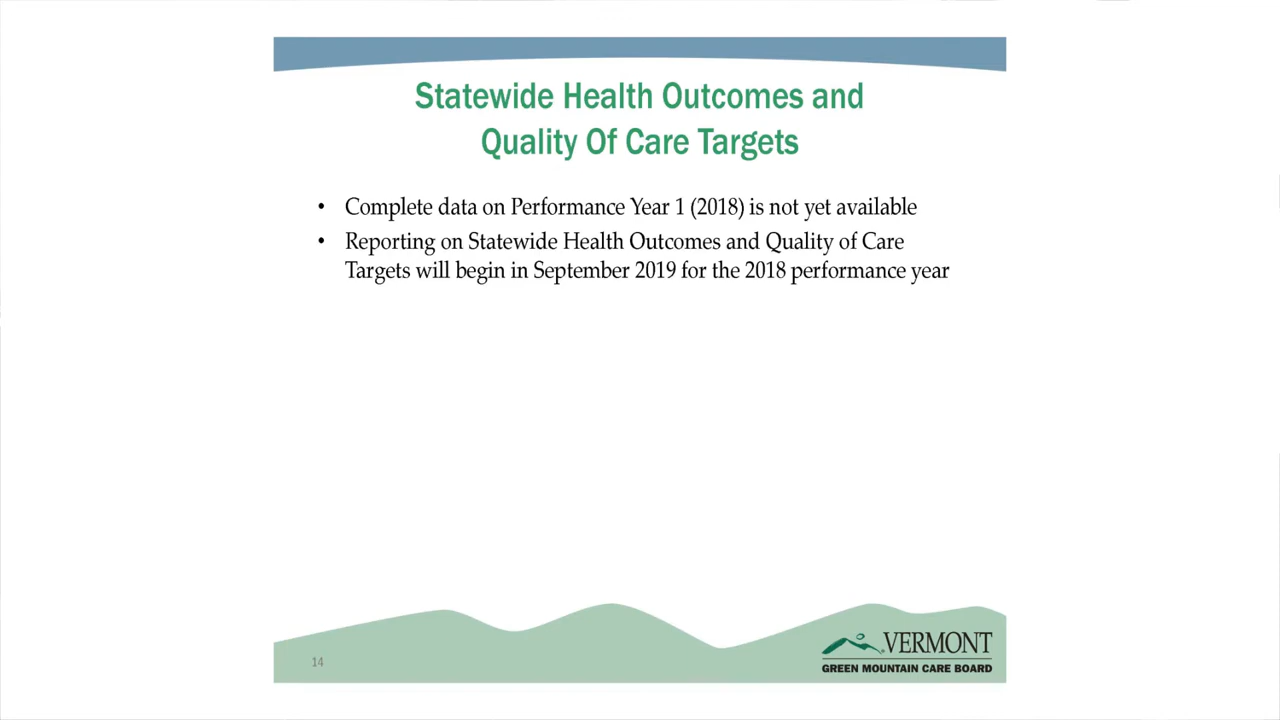 Statewide Health Outcomes and
Quality Of Care Targets
• Complete data on Performance Year 1 (2018) is not yet available
• Reporting on Statewide Health Outcomes and Quality of Care
Targets will begin in September 2019 for the 2018 performance year
14
VERMONT
GREEN MOUNTAIN CARE BOARD